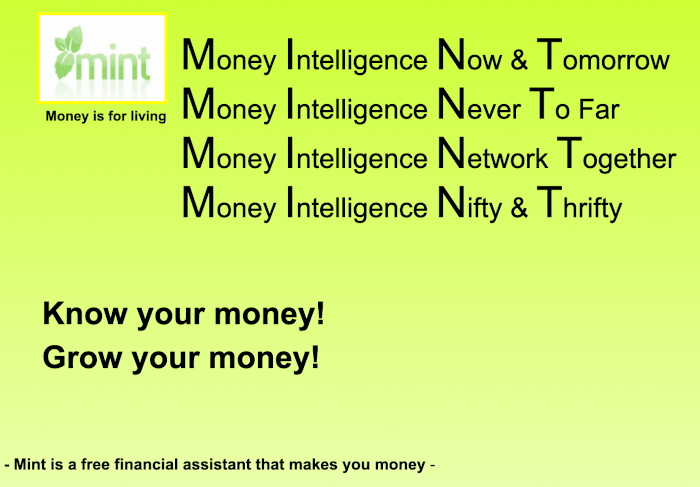 mint
Money is for living
Money Intelligence Now & Tomorrow
Money Intelligence Never To Far
Money Intelligence Network Together
Money Intelligence Nifty & Thrifty
Know your money!
Grow your money!
- Mint is a free financial assistant that makes you money -